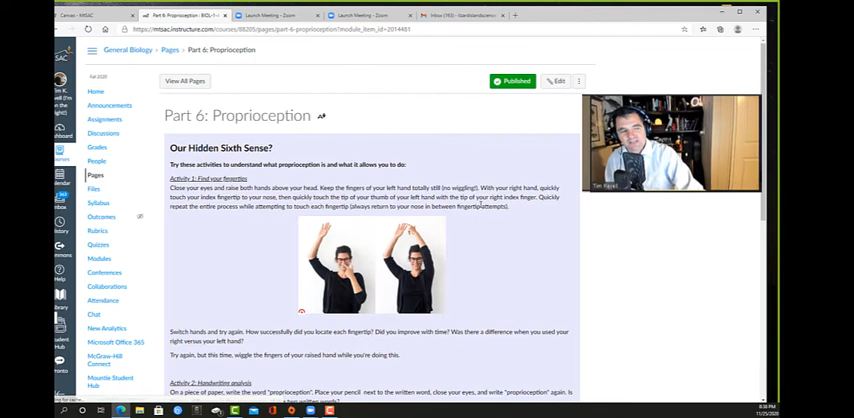 Canvas - MtSAC
Part 6: Proprioception: BIOL-1-
Launch Meeting - Zoom
Launch Meeting - Zoom
https://mtsac.instructure.com/courses/88205/pages/part-6-proprioception?module_item_id=2014481
General Biology > Pages > Part 6: Proprioception
SAC
Fall 2020
View All Pages
Published
Edit
Home
Announcements
Assignments
Discussions
Grades
People
Pages
Files
Syllabus
Outcomes
Rubrics
Quizzes
Modules
Conferences
Collaborations
Attendance
Chat
New Analytics
Microsoft Office 365
McGraw-Hill
Connect
Mountie Student
Hub
Part 6: Proprioception
Our Hidden Sixth Sense?
Try these activities to understand what proprioception is and what it allows you to do:
Activity 1: Find your fingertips
Close your eyes and raise both hands above your head. Keep the fingers of your left hand totally still (no wiggling!). With your right hand, quickly
touch your index fingertip to your nose, then quickly touch the tip of your thumb of your left hand with the tip of your right index finger. Quickly
repeat the entire process while attempting to touch each fingertip (always return to your nose in between fingertip attempts).
Switch hands and try again. How successfully did you locate each fingertip? Did you improve with time? Was there a difference when you used your
right versus your left hand?
Try again, but this time, wiggle the fingers of your raised hand while you're doing this.
Activity 2: Handwriting analysis
On a piece of paper, write the word "proprioception". Place your pencil next to the written word, close your eyes, and write "proprioception" again. Is
8:38 PM
11/25/2020